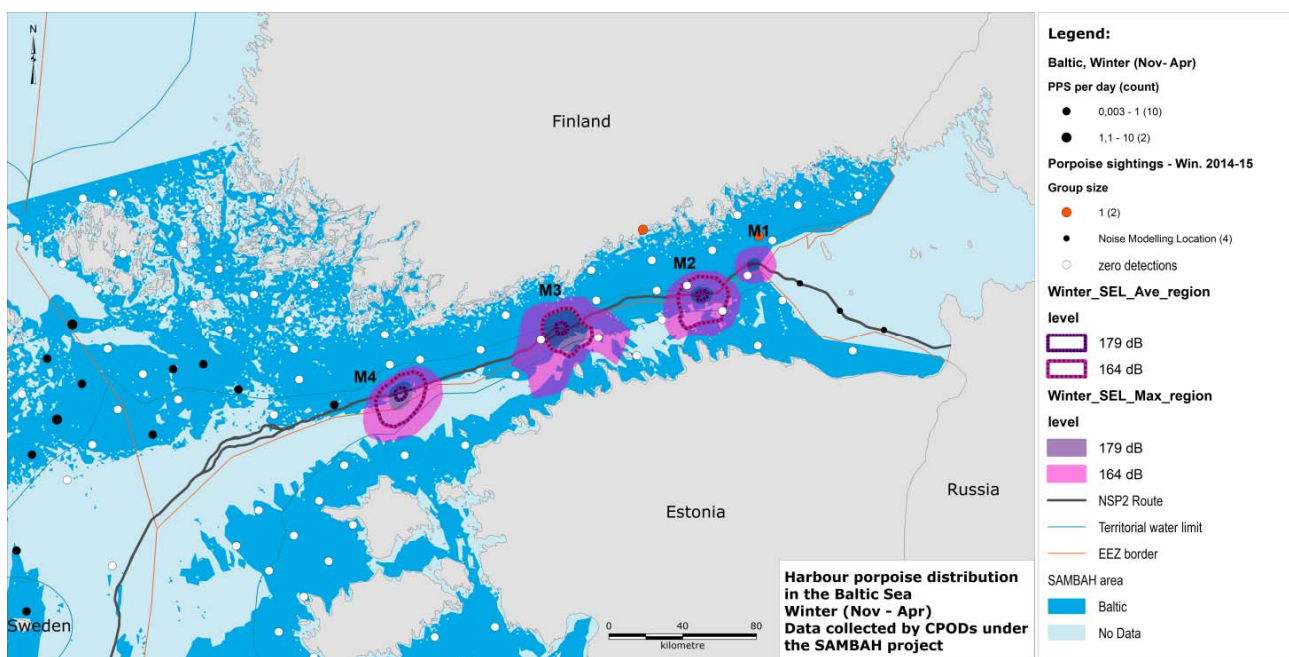 N
Finland
M1
M2
M3
M4
Estonia
Russia
Sweden
0 40 80
kilometre
Harbour porpoise distribution
in the Baltic Sea
Winter (Nov - Apr)
Data collected by CPODs under
the SAMBAH project
Legend:
Baltic, Winter (Nov- Apr)
PPS per day (count)
0,003 - 1 (10)
1,1 - 10 (2)
Porpoise sightings - Win. 2014-15
Group size
1 (2)
Noise Modelling Location (4)
zero detections
Winter_SEL_Ave_region
level
179 dB
164 dB
Winter_SEL_Max_region
level
179 dB
164 dB
NSP2 Route
Territorial water limit
EEZ border
SAMBAH area
Baltic
No Data